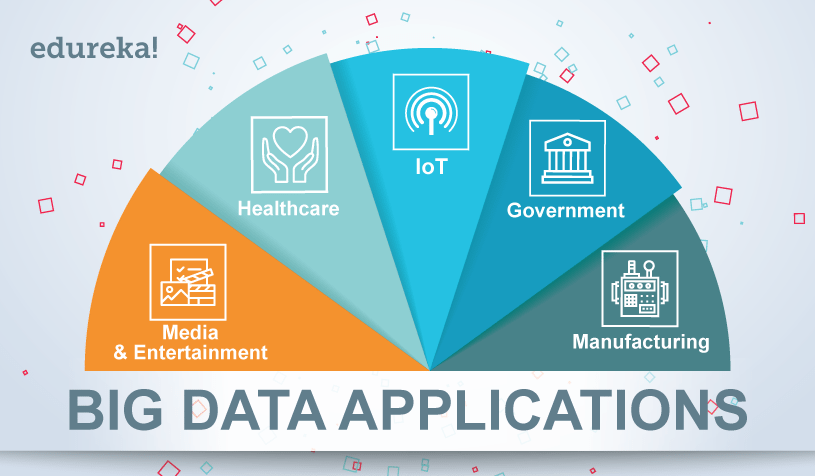 edureka!
IoT
Healthcare
Government
Media
& Entertainment
Manufacturing
BIG DATA APPLICATIONS